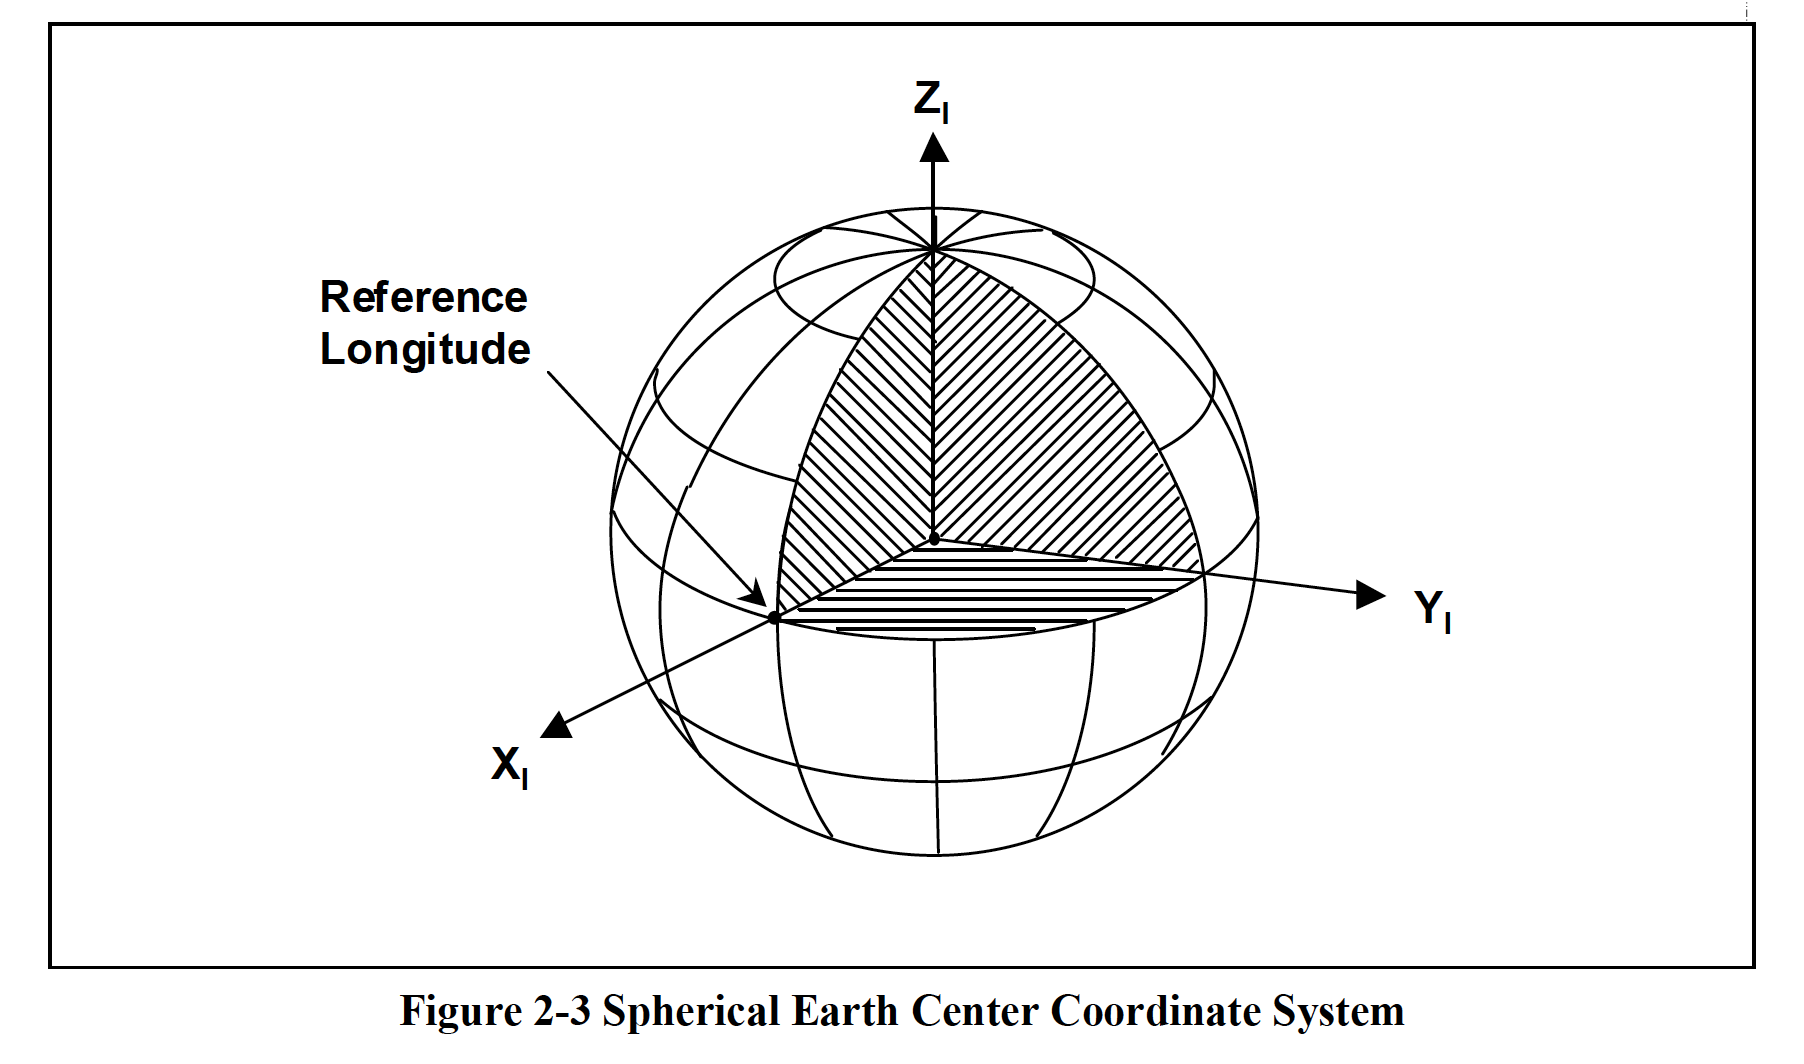 Z_I
Reference
Longitude
Y_I
X_I
Figure 2-3 Spherical Earth Center Coordinate System